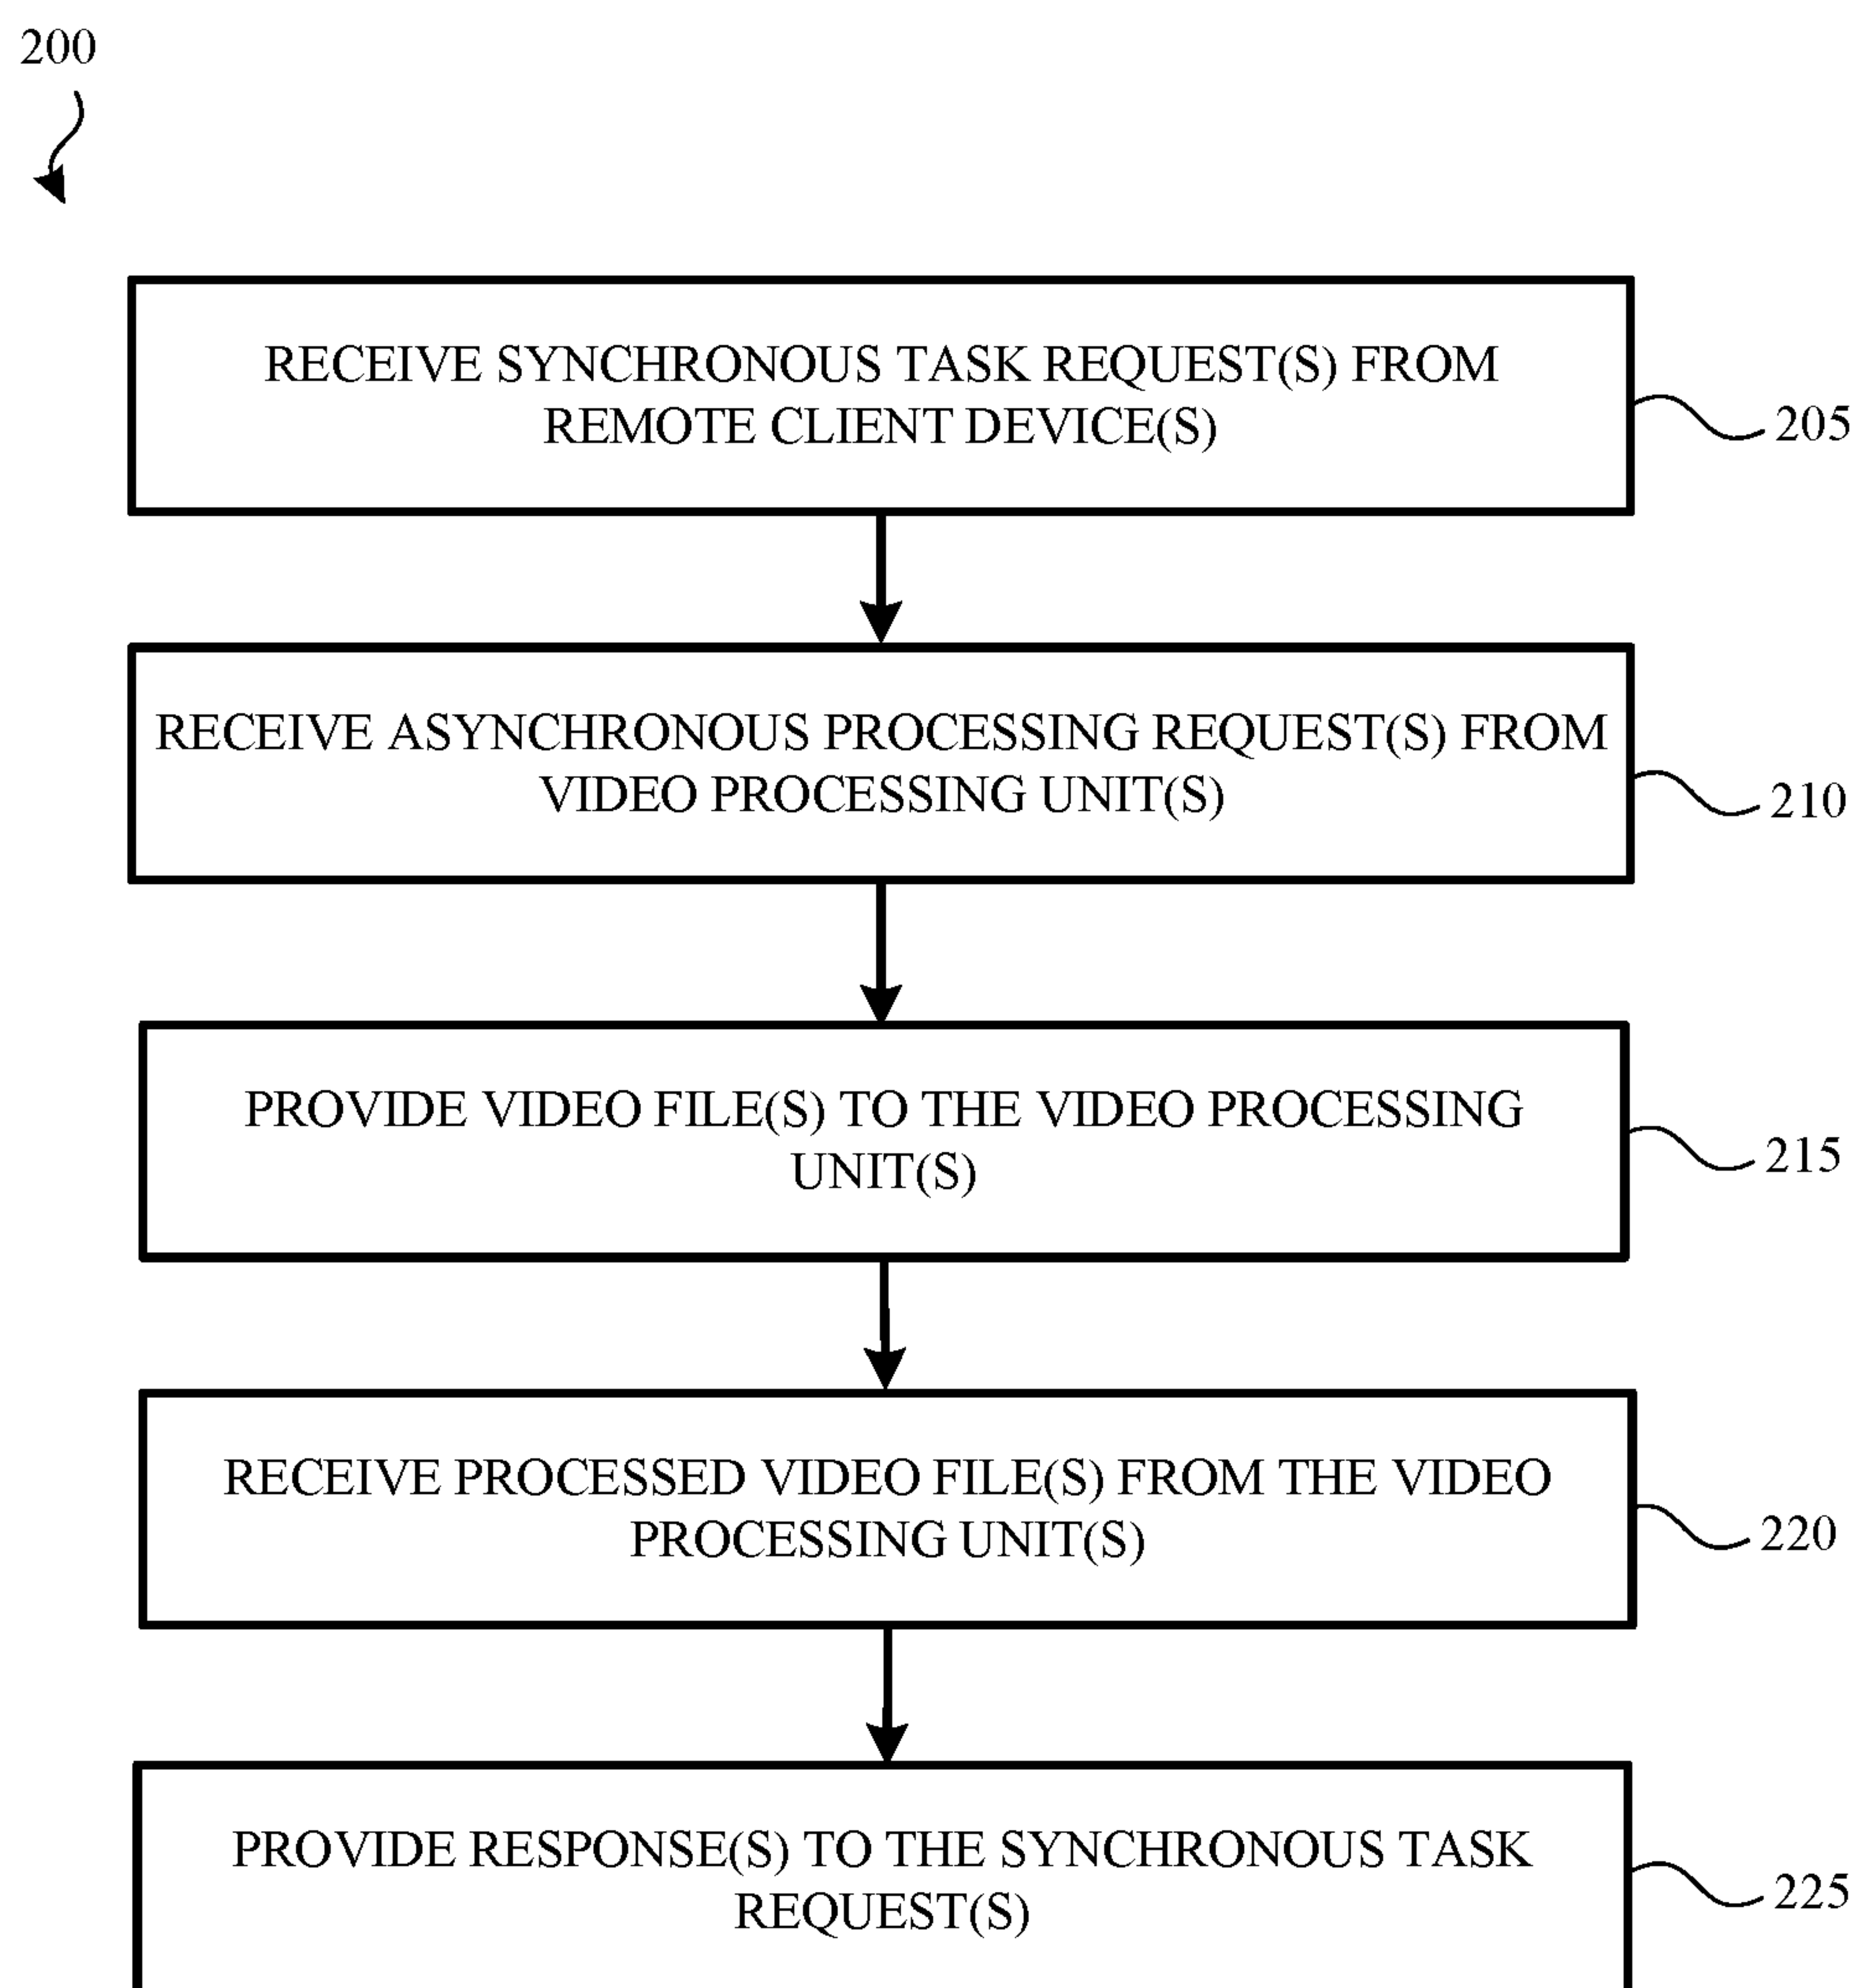 200
RECEIVE SYNCHRONOUS TASK REQUEST(S) FROM
REMOTE CLIENT DEVICE(S)
205
RECEIVE ASYNCHRONOUS PROCESSING REQUEST(S) FROM
VIDEO PROCESSING UNIT(S)
210
PROVIDE VIDEO FILE(S) TO THE VIDEO PROCESSING
UNIT(S)
215
RECEIVE PROCESSED VIDEO FILE(S) FROM THE VIDEO
PROCESSING UNIT(S)
220
PROVIDE RESPONSE(S) TO THE SYNCHRONOUS TASK
REQUEST(S)
225